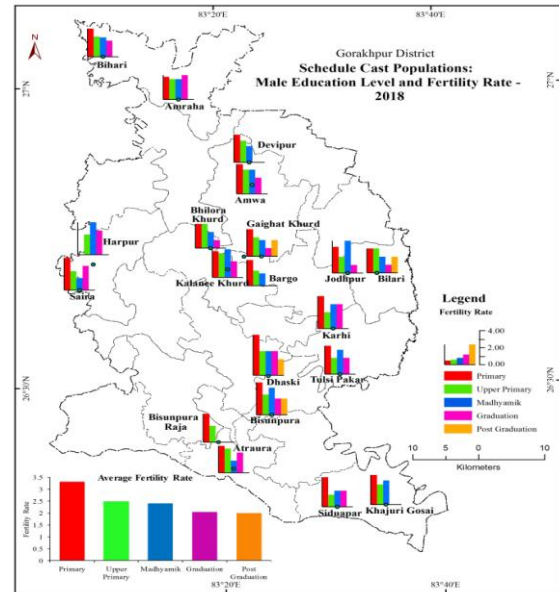 83°20'E
83°40'E
Gorakhpur District
Schedule Cast Populations:
Male Education Level and Fertility Rate -
2018
N
27°N
27°N
Bihari
Amraha
Devipur
Amwa
Bhilora
Khurd
Gaighat Khurd
Harpur
Kalanee Khurd
Bargo
Jodhpur
Bilari
Saira
Karhi
Legend
Fertility Rate
4.00
2.00
0.00
Primary
Upper Primary
Madhyamik
Graduation
Post Graduation
Dhaski
Tulsi Pakar
26°30'N
26°30'N
Bisunpura
Bisunpura
Raja
Atraura
10 5 0 10
Kilometers
Siduapar
Khajuri Gosai
Average Fertility Rate
Fertility Rate
3.5
3
2.5
2
1.5
1
0.5
0
Primary
Upper
Primary
Madhyamik
Graduation
Post
Graduation
83°20'E
83°40'E